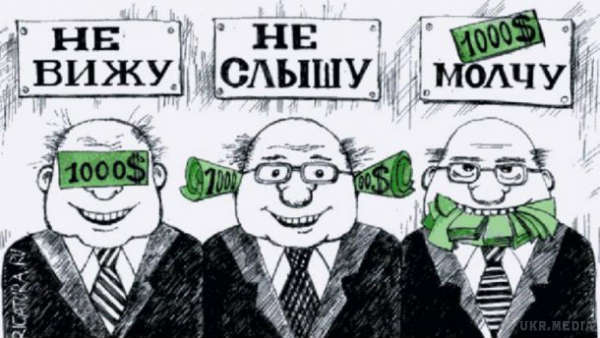 НЕ
ВИЖУ
НЕ
СЛЫШУ
1000$
МОЛЧУ
1000$
1000
00$
UKR.MEDIA